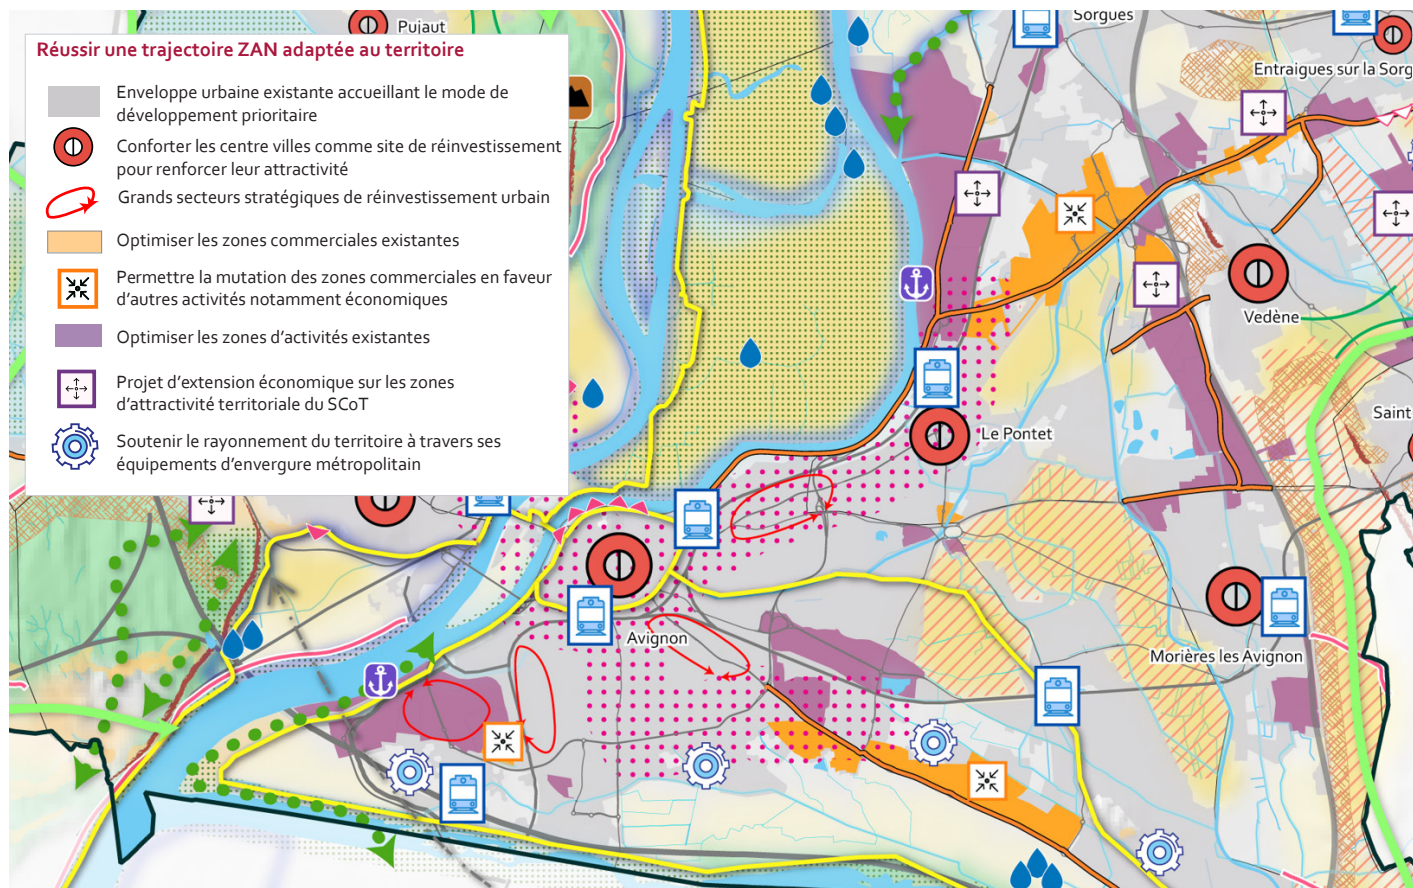 Réussir une trajectoire ZAN adaptée au territoire
Enveloppe urbaine existante accueillant le mode de
développement prioritaire
Conforter les centre villes comme site de réinvestissement
pour renforcer leur attractivité
Grands secteurs stratégiques de réinvestissement urbain
Optimiser les zones commerciales existantes
Permettre la mutation des zones commerciales en faveur
d'autres activités notamment économiques
Optimiser les zones d'activités existantes
Projet d'extension économique sur les zones
d'attractivité territoriale du SCoT
Soutenir le rayonnement du territoire à travers ses
équipements d'envergure métropolitain
Pujaut
Sorgues
Entraigues sur la Sorg
Vedène
Saint
Le Pontet
Avignon
Morières les Avignon